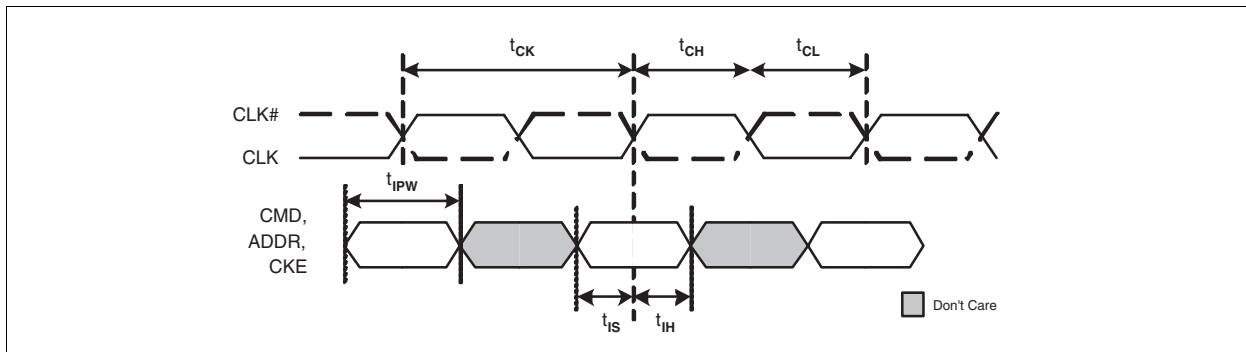 tCK tCH tCL
CLK#
CLK
tIPW
CMD,
ADDR,
CKE
tIS tIH
Don't Care